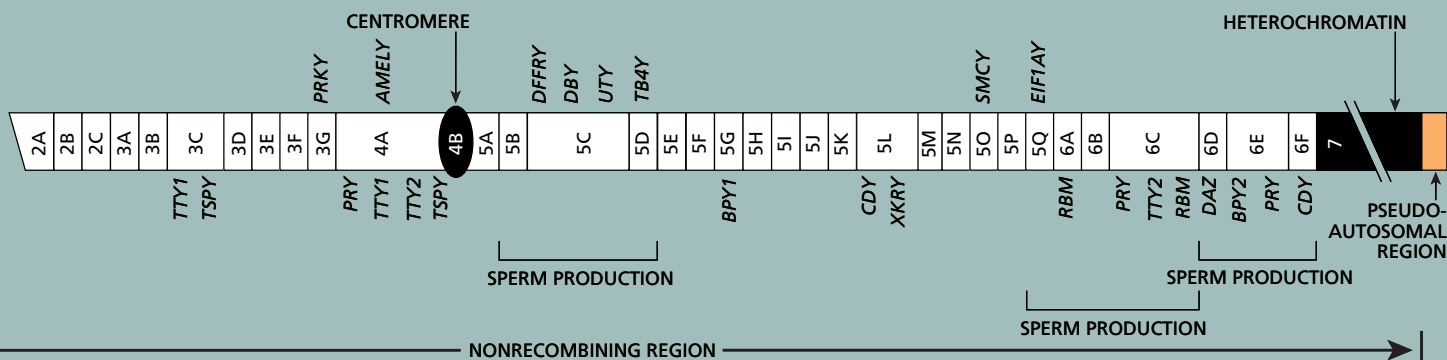 CENTROMERE
HETEROCHROMATIN
PRKY AMELY DFFRY DBY UTY TB4Y SMCY EIF1AY
2A 2B 2C 3A 3B 3C 3D 3E 3F 3G 4A 4B 5A 5B 5C 5D 5E 5F 5G 5H 5I 5J 5K 5L 5M 5N 5O 5P 5Q 6A 6B 6C 6D 6E 6F 7
TTY1 TSPY PRY TTY1 TTY2 TSPY BPY1 CDY XKRY RBM PRY TTY2 RBM DAZ BPY2 PRY CDY
PSEUDO-
AUTOSOMAL
REGION
SPERM PRODUCTION
SPERM PRODUCTION
SPERM PRODUCTION
NONRECOMBINING REGION